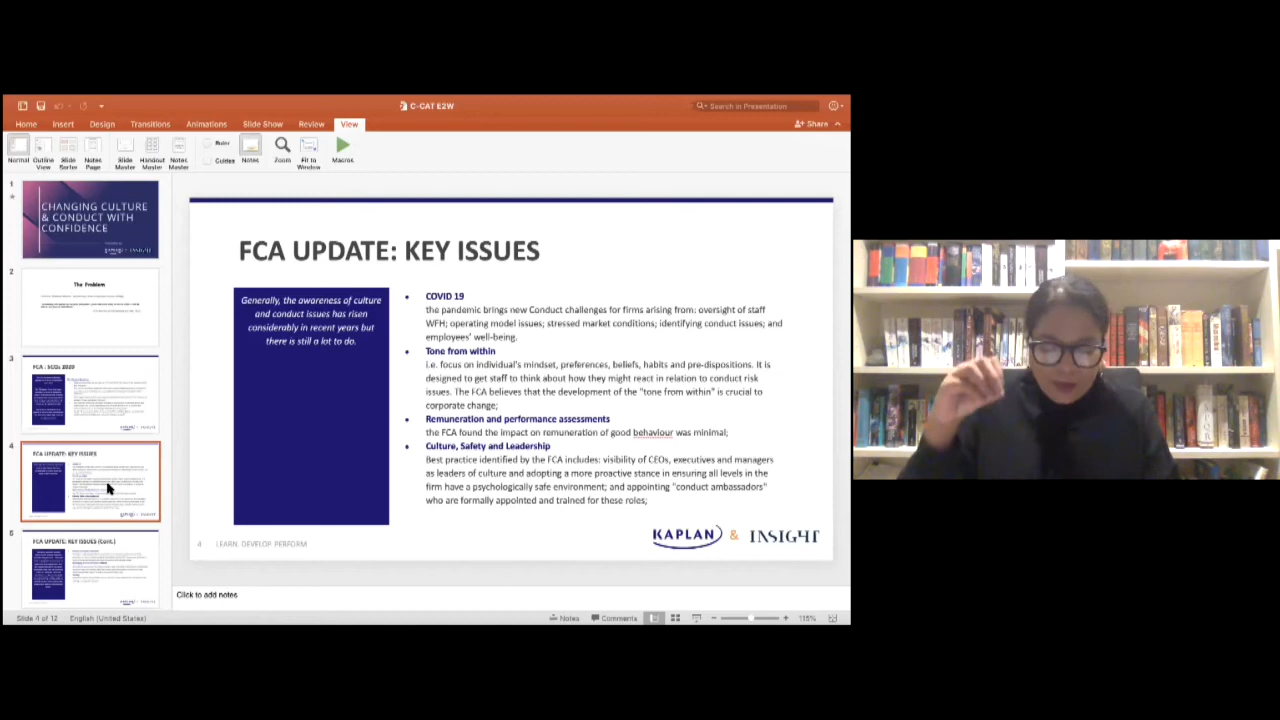 C-CAT E2W
Search in Presentation
Home Insert Design Transitions Animations Slide Show Review View
Share
Normal Outline View Slide Sorter Notes Page Slide Master Handout Master Notes Master Ruler Guides Notes Zoom Fit to Window Macros
1
CHANGING CULTURE
& CONDUCT WITH
CONFIDENCE
2
The Problem
3
FCA : 5CQs 2020
4
FCA UPDATE: KEY ISSUES
5
FCA UPDATE: KEY ISSUES (Cont.)
FCA UPDATE: KEY ISSUES
Generally, the awareness of culture
and conduct issues has risen
considerably in recent years but
there is still a lot to do.
• COVID 19
the pandemic brings new Conduct challenges for firms arising from: oversight of staff
WFH; operating model issues; stressed market conditions; identifying conduct issues; and
employees' well-being.
• Tone from within
i.e. focus on individual's mindset, preferences, beliefs, habits and pre-dispositions. It is
designed to get staff to think about how they might react in relation to conduct risk
issues. The FCA believes that the development of the "tone from within" is crucial to
corporate change;
• Remuneration and performance assessments
the FCA found the impact on remuneration of good behaviour was minimal;
• Culture, Safety and Leadership
Best practice identified by the FCA includes: visibility of CEOs, executives and managers
as leaders of culture and adopting a more proactive stance in ensuring all levels in the
firm have a psychologically safe environment; and appointing "conduct ambassadors"
who are formally appointed and trained for these roles;
KAPLAN & INSIGHT
4 LEARN. DEVELOP. PERFORM
Click to add notes
Slide 4 of 12 English (United States) Notes Comments 115%